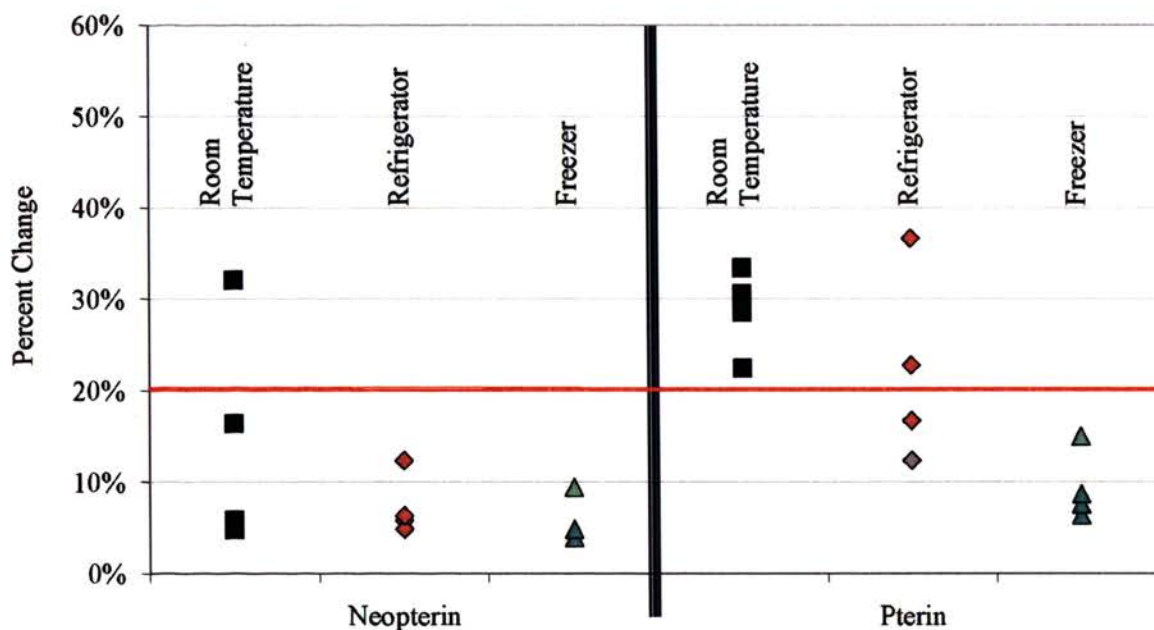 60%
50%
40%
30%
20%
10%
0%
Percent Change
Room
Temperature
Refrigerator
Freezer
Room
Temperature
Refrigerator
Freezer
Neopterin
Pterin